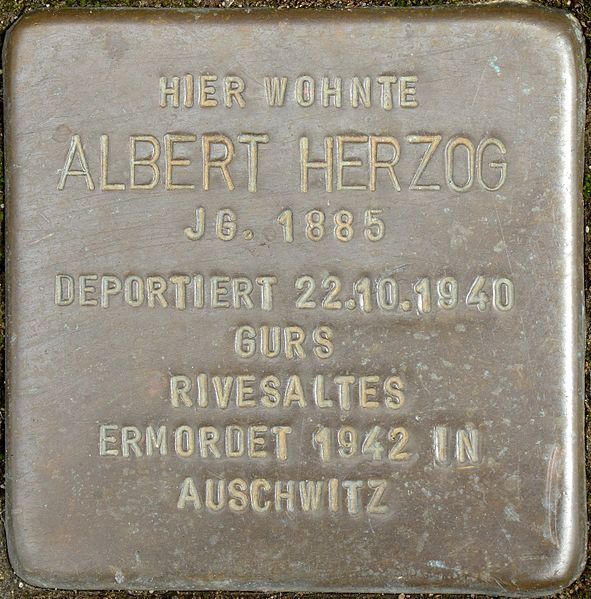 HIER WOHNTE
ALBERT HERZOG
JG. 1885
DEPORTIERT 22.10.1940
GURS
RIVESALTES
ERMORDET 1942 IN
AUSCHWITZ